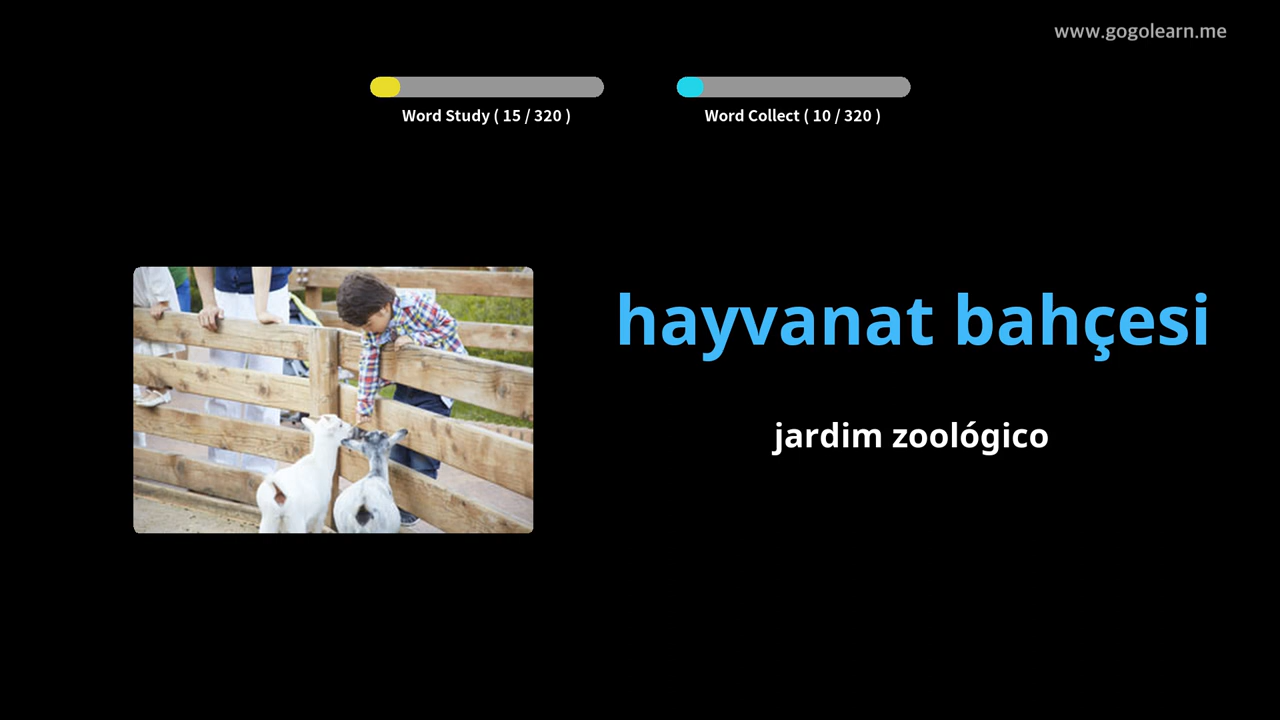 www.gogolearn.me
Word Study ( 15 / 320 )
Word Collect ( 10 / 320 )
hayvanat bahçesi
jardim zoológico